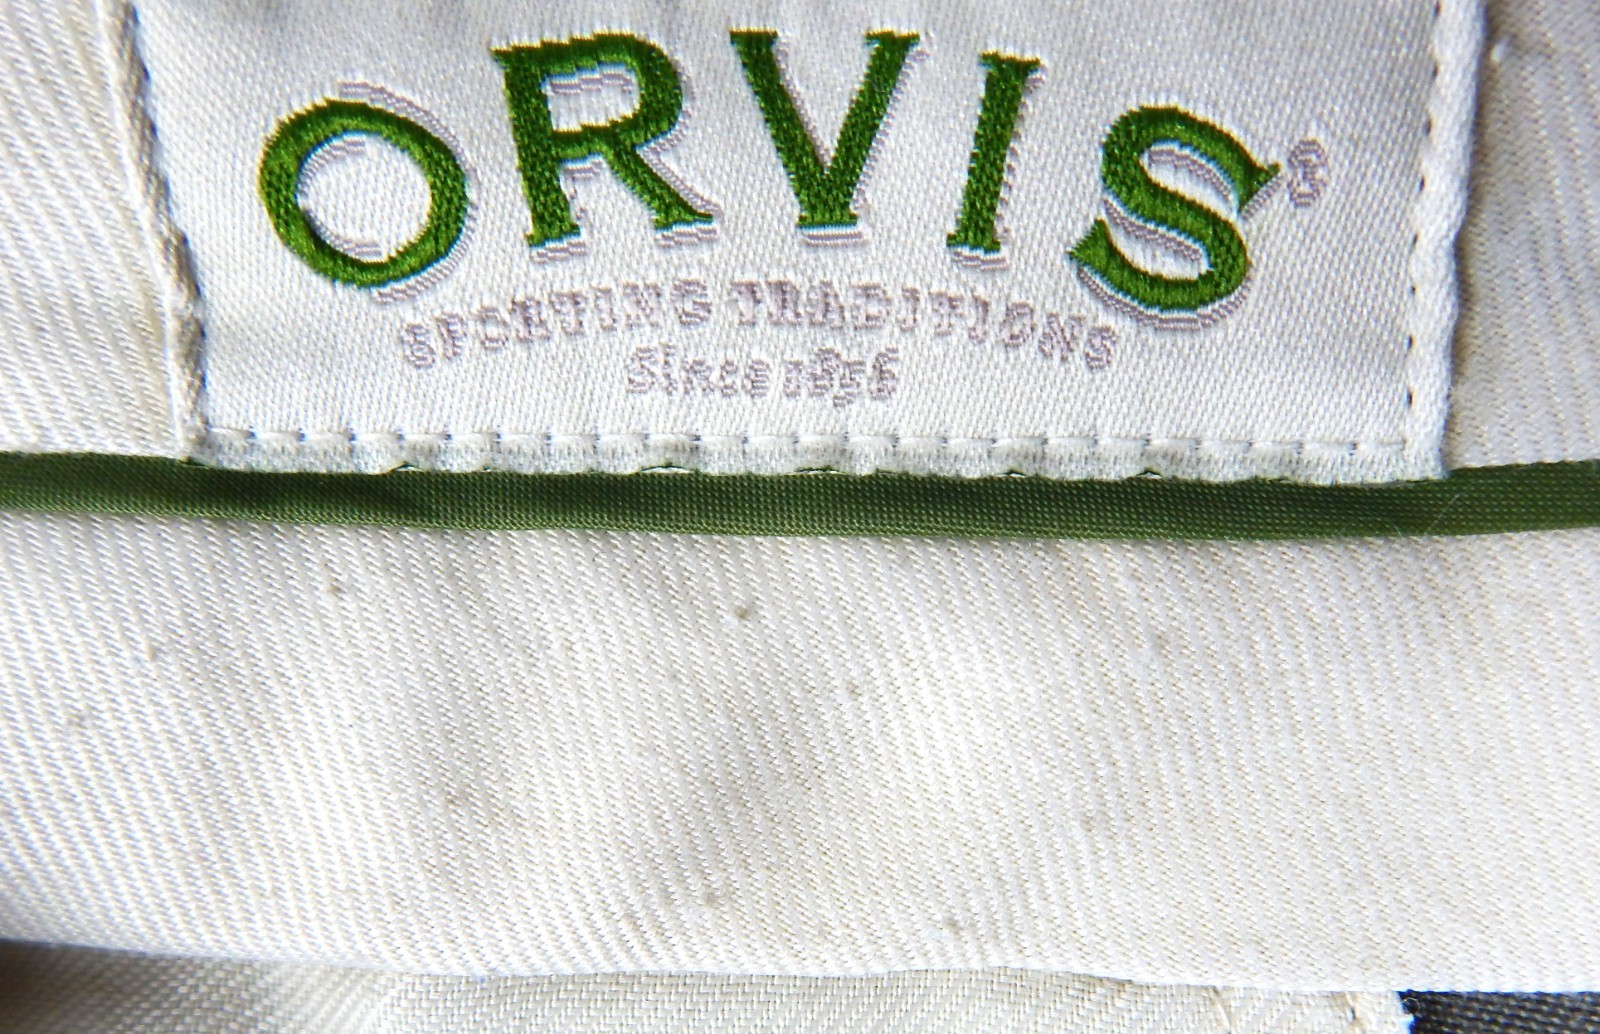 ORVIS®
SPORTING TRADITIONS
Since 1856